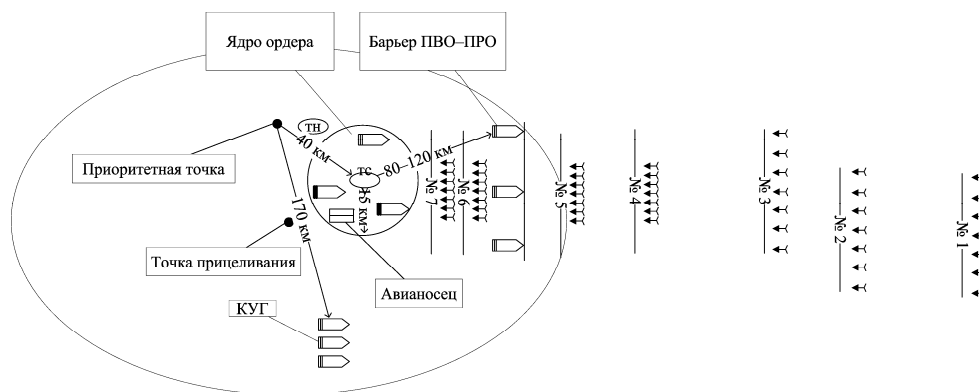 Ядро ордера
Барьер ПВО–ПРО
тн
40 км
80–120 км
тс
15 км
Приоритетная точка
170 км
Точка прицеливания
Авианосец
КУГ
№ 7
№ 6
№ 5
№ 4
№ 3
№ 2
№ 1